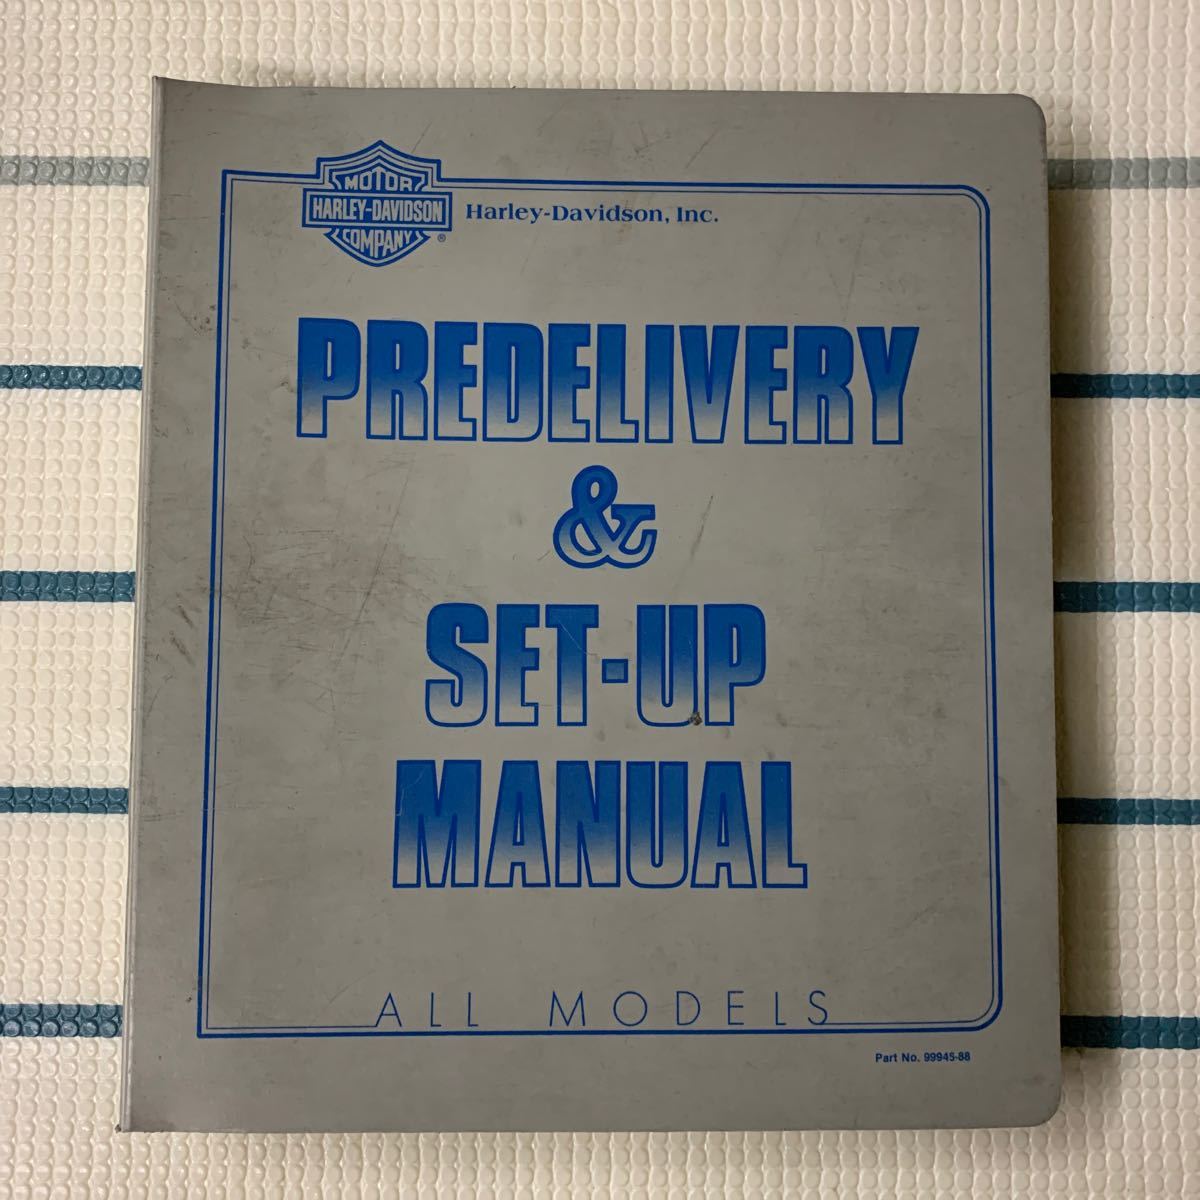 MOTOR
HARLEY-DAVIDSON
COMPANY
®
Harley-Davidson, Inc.
PREDELIVERY
&
SET-UP
MANUAL
ALL MODELS
Part No. 99945-88